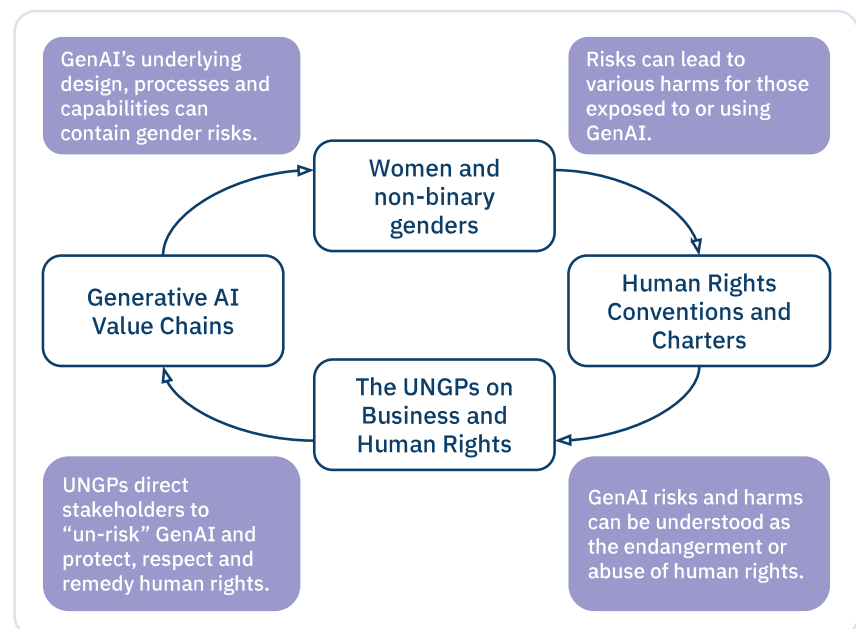 GenAI's underlying
design, processes and
capabilities can
contain gender risks.
Risks can lead to
various harms for those
exposed to or using
GenAI.
Women and
non-binary
genders
Generative AI
Value Chains
Human Rights
Conventions and
Charters
The UNGPs on
Business and
Human Rights
UNGPs direct
stakeholders to
“un-risk” GenAI and
protect, respect and
remedy human rights.
GenAI risks and harms
can be understood as
the endangerment or
abuse of human rights.